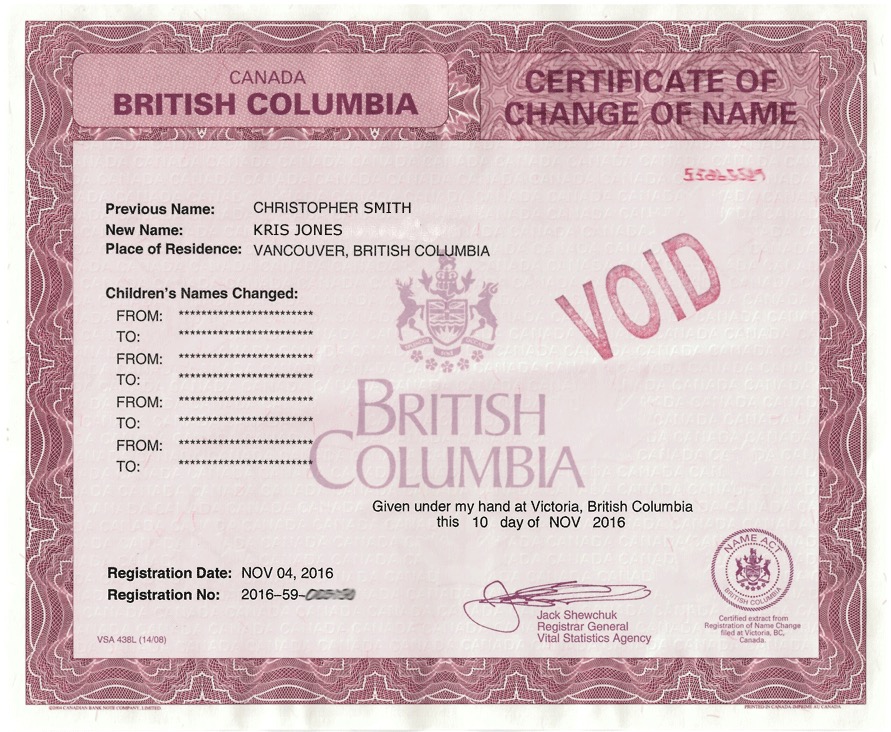 CANADA
BRITISH COLUMBIA
CERTIFICATE OF
CHANGE OF NAME
Previous Name: CHRISTOPHER SMITH
New Name: KRIS JONES
Place of Residence: VANCOUVER, BRITISH COLUMBIA
VOID
Children's Names Changed:
FROM: **********************
TO: **********************
FROM: **********************
TO: **********************
FROM: **********************
TO: **********************
FROM: **********************
TO: **********************
BRITISH
COLUMBIA
Given under my hand at Victoria, British Columbia
this 10 day of NOV 2016
Registration Date: NOV 04, 2016
Registration No: 2016-59-
Jack Shewchuk
Registrar General
Vital Statistics Agency
NAME ACT
BRITISH COLUMBIA
Certified extract from
Registration of Name Change
filed at Victoria, BC,
Canada.
VSA 438L (14/08)
CANADIAN BANK NOTE COMPANY, LIMITED
PRINTED IN CANADA-IMPRIMÉ AU CANADA